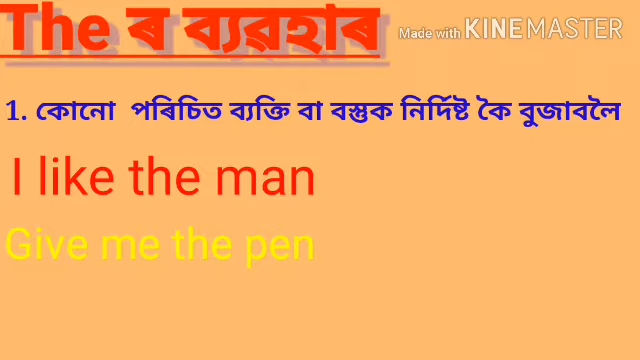 The ৰ ব্যৱহাৰ
Made with KINEMASTER
1. কোনো পৰিচিত ব্যক্তি বা বস্তুক নিৰ্দিষ্ট কৈ বুজাবলৈ
I like the man
Give me the pen